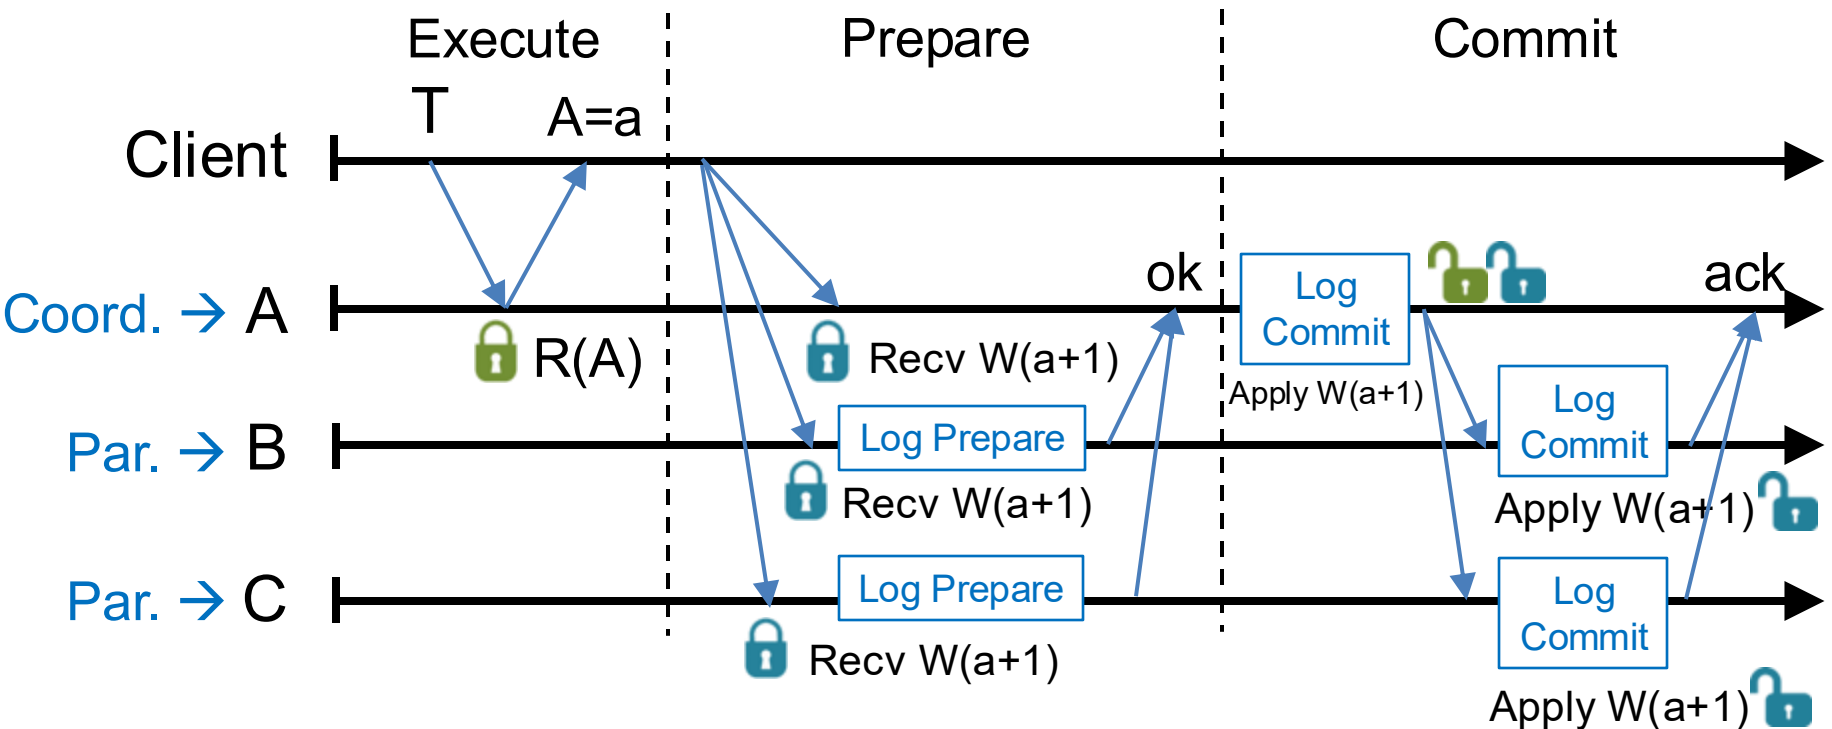 Execute
Prepare
Commit
T
A=a
Client
Coord. → A
ok
Log
Commit
ack
R(A)
Recv W(a+1)
Apply W(a+1)
Par. → B
Log Prepare
Log
Commit
Recv W(a+1)
Apply W(a+1)
Par. → C
Log Prepare
Log
Commit
Recv W(a+1)
Apply W(a+1)